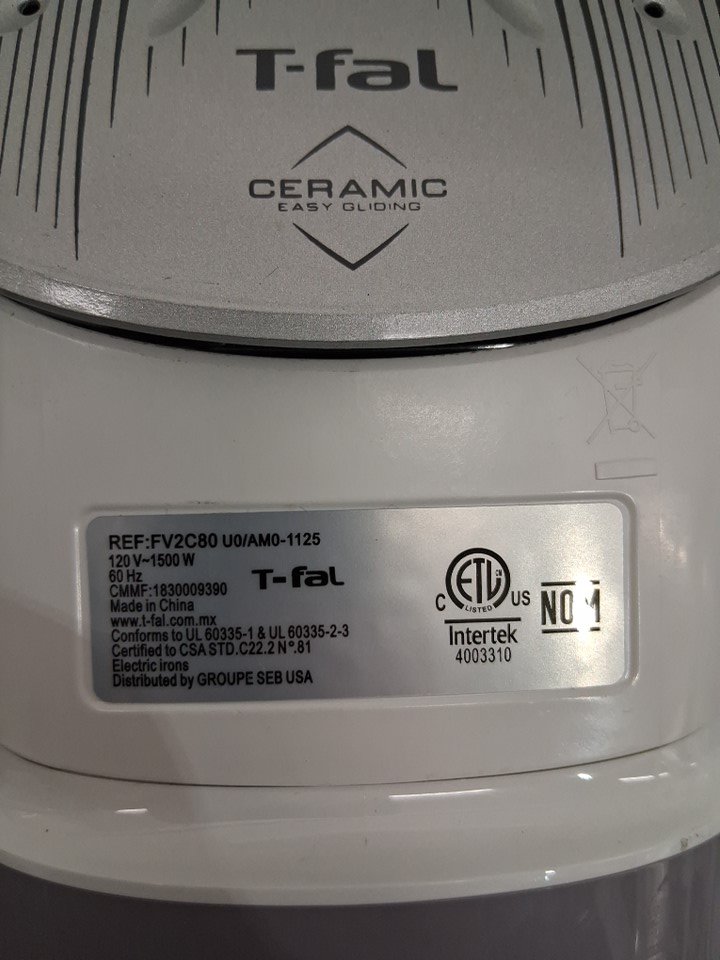 T-fal
CERAMIC
EASY GLIDING
REF:FV2C80 U0/AM0-1125
120 V~1500 W
60 Hz
CMMF:1830009390
Made in China
www.t-fal.com.mx
Conforms to UL 60335-1 & UL 60335-2-3
Certified to CSA STD.C22.2 N°.81
Electric irons
Distributed by GROUPE SEB USA
T-fal
ETL CM
LISTED
C US
Intertek
4003310
NOM